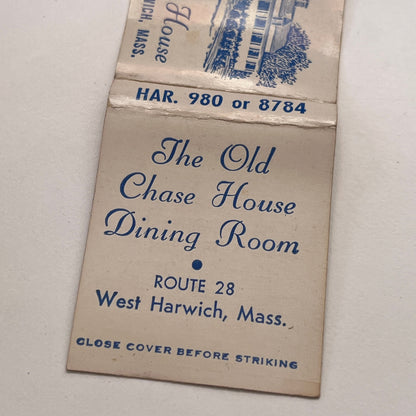 House
WICH, MASS.
HAR. 980 or 8784
The Old
Chase House
Dining Room
ROUTE 28
West Harwich, Mass.
CLOSE COVER BEFORE STRIKING